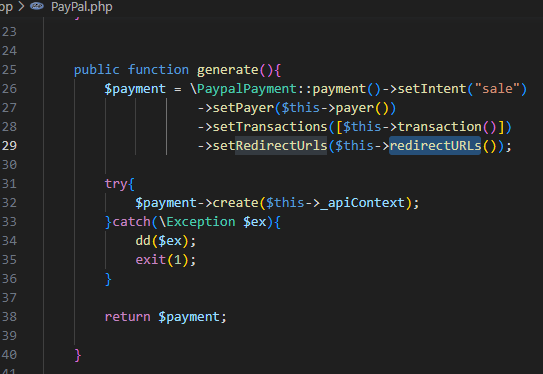 op > PayPal.php
23 }
24
25 public function generate(){
26 $payment = \PaypalPayment::payment()->setIntent("sale")
27 ->setPayer($this->payer())
28 ->setTransactions([$this->transaction()])
29 ->setRedirectUrls($this->redirectURLs());
30
31 try{
32 $payment->create($this->_apiContext);
33 }catch(\Exception $ex){
34 dd($ex);
35 exit(1);
36 }
37
38 return $payment;
39
40 }
41